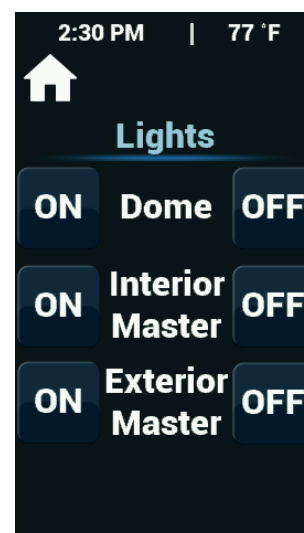 2:30 PM | 77 °F
Lights
ON Dome OFF
ON Interior Master OFF
ON Exterior Master OFF